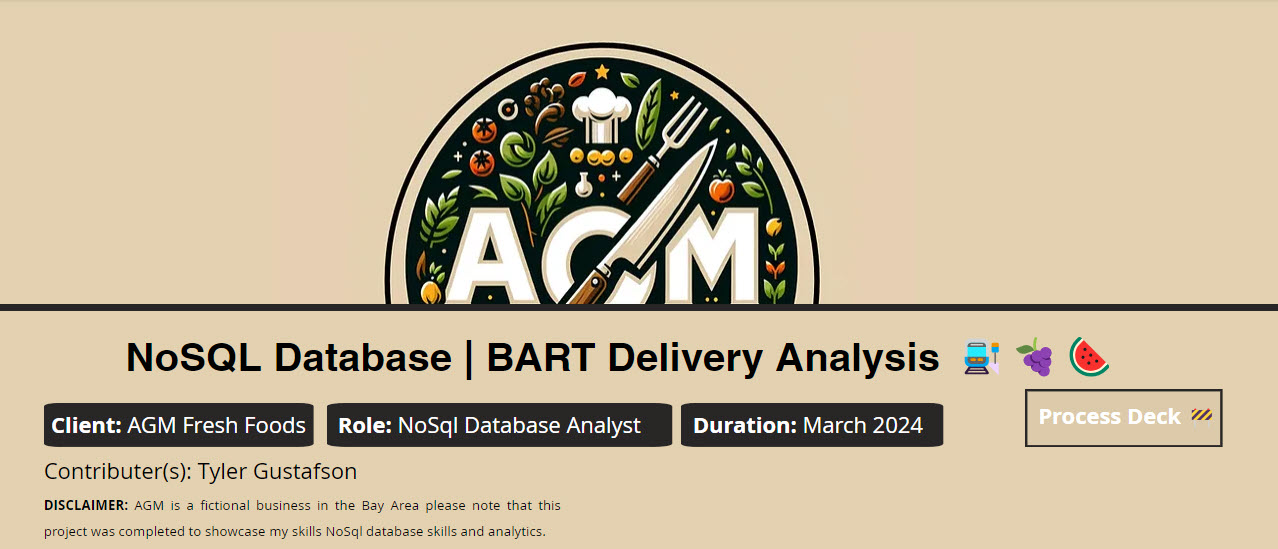 AGM
NoSQL Database | BART Delivery Analysis
Client: AGM Fresh Foods
Role: NoSql Database Analyst
Duration: March 2024
Process Deck
Contributer(s): Tyler Gustafson
DISCLAIMER: AGM is a fictional business in the Bay Area please note that this
project was completed to showcase my skills NoSql database skills and analytics.